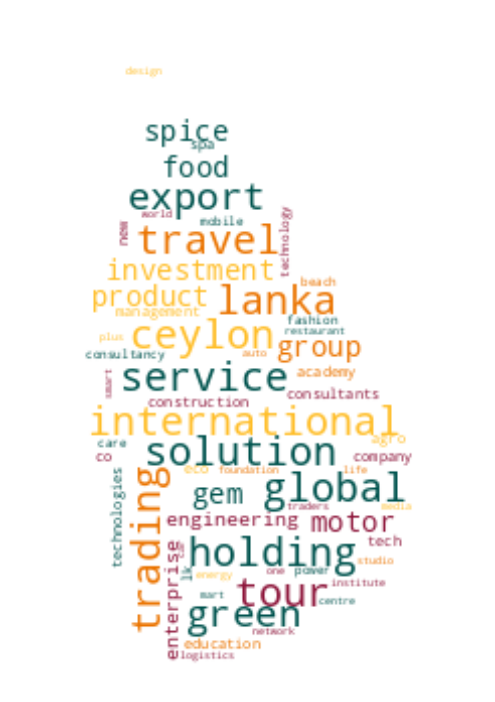 design
spice
spa
food
export
world
mobile
new
travel
technology
investment
beach
product
lanka
management
fashion
restaurant
plus
ceylon
group
consultancy
auto
service
academy
smart
consultants
construction
international
agro
care
solution
co
company
eco
foundation
life
technologies
trading
gem
global
traders
media
engineering
motor
tech
enterprise
holding
studio
lk
energy
one
power
institute
tour
mart
centre
green
network
education
logistics